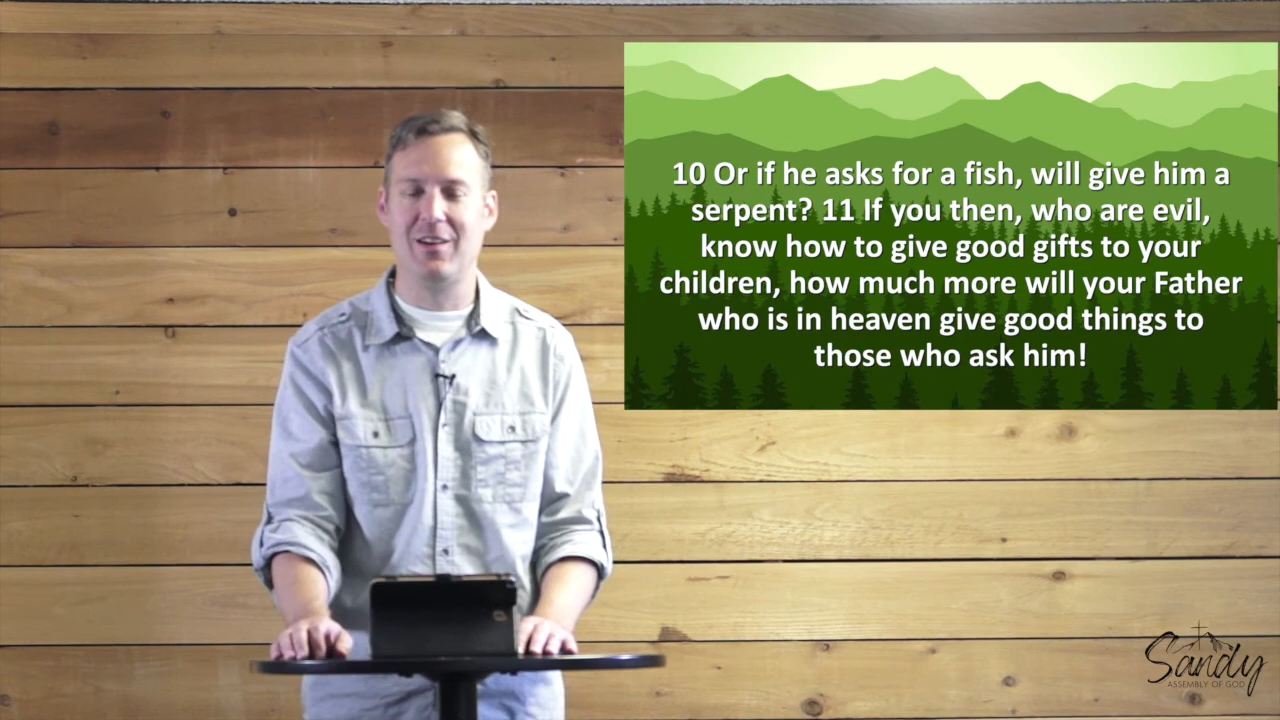 10 Or if he asks for a fish, will give him a
serpent? 11 If you then, who are evil,
know how to give good gifts to your
children, how much more will your Father
who is in heaven give good things to
those who ask him!
Sandy
ASSEMBLY OF GOD